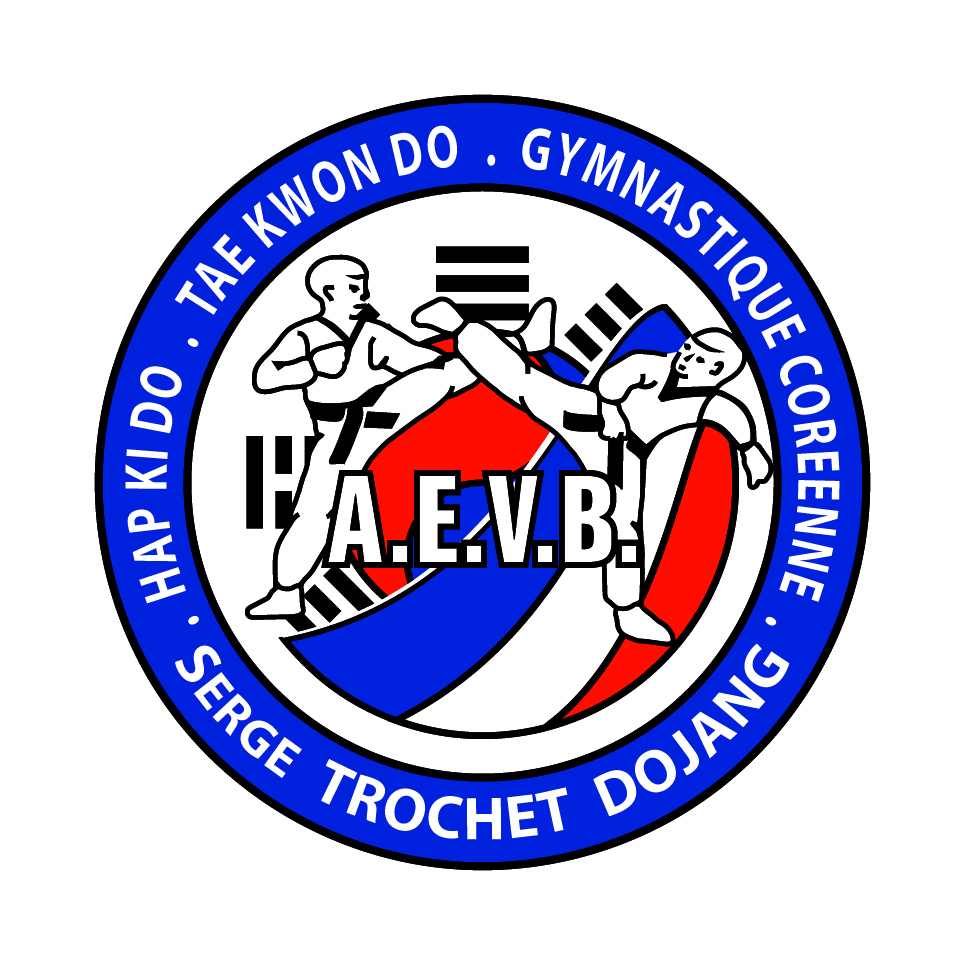 HAP KI DO . TAE KWON DO . GYMNASTIQUE COREENNE .
SERGE TROCHET DOJANG .
A.E.V.B.